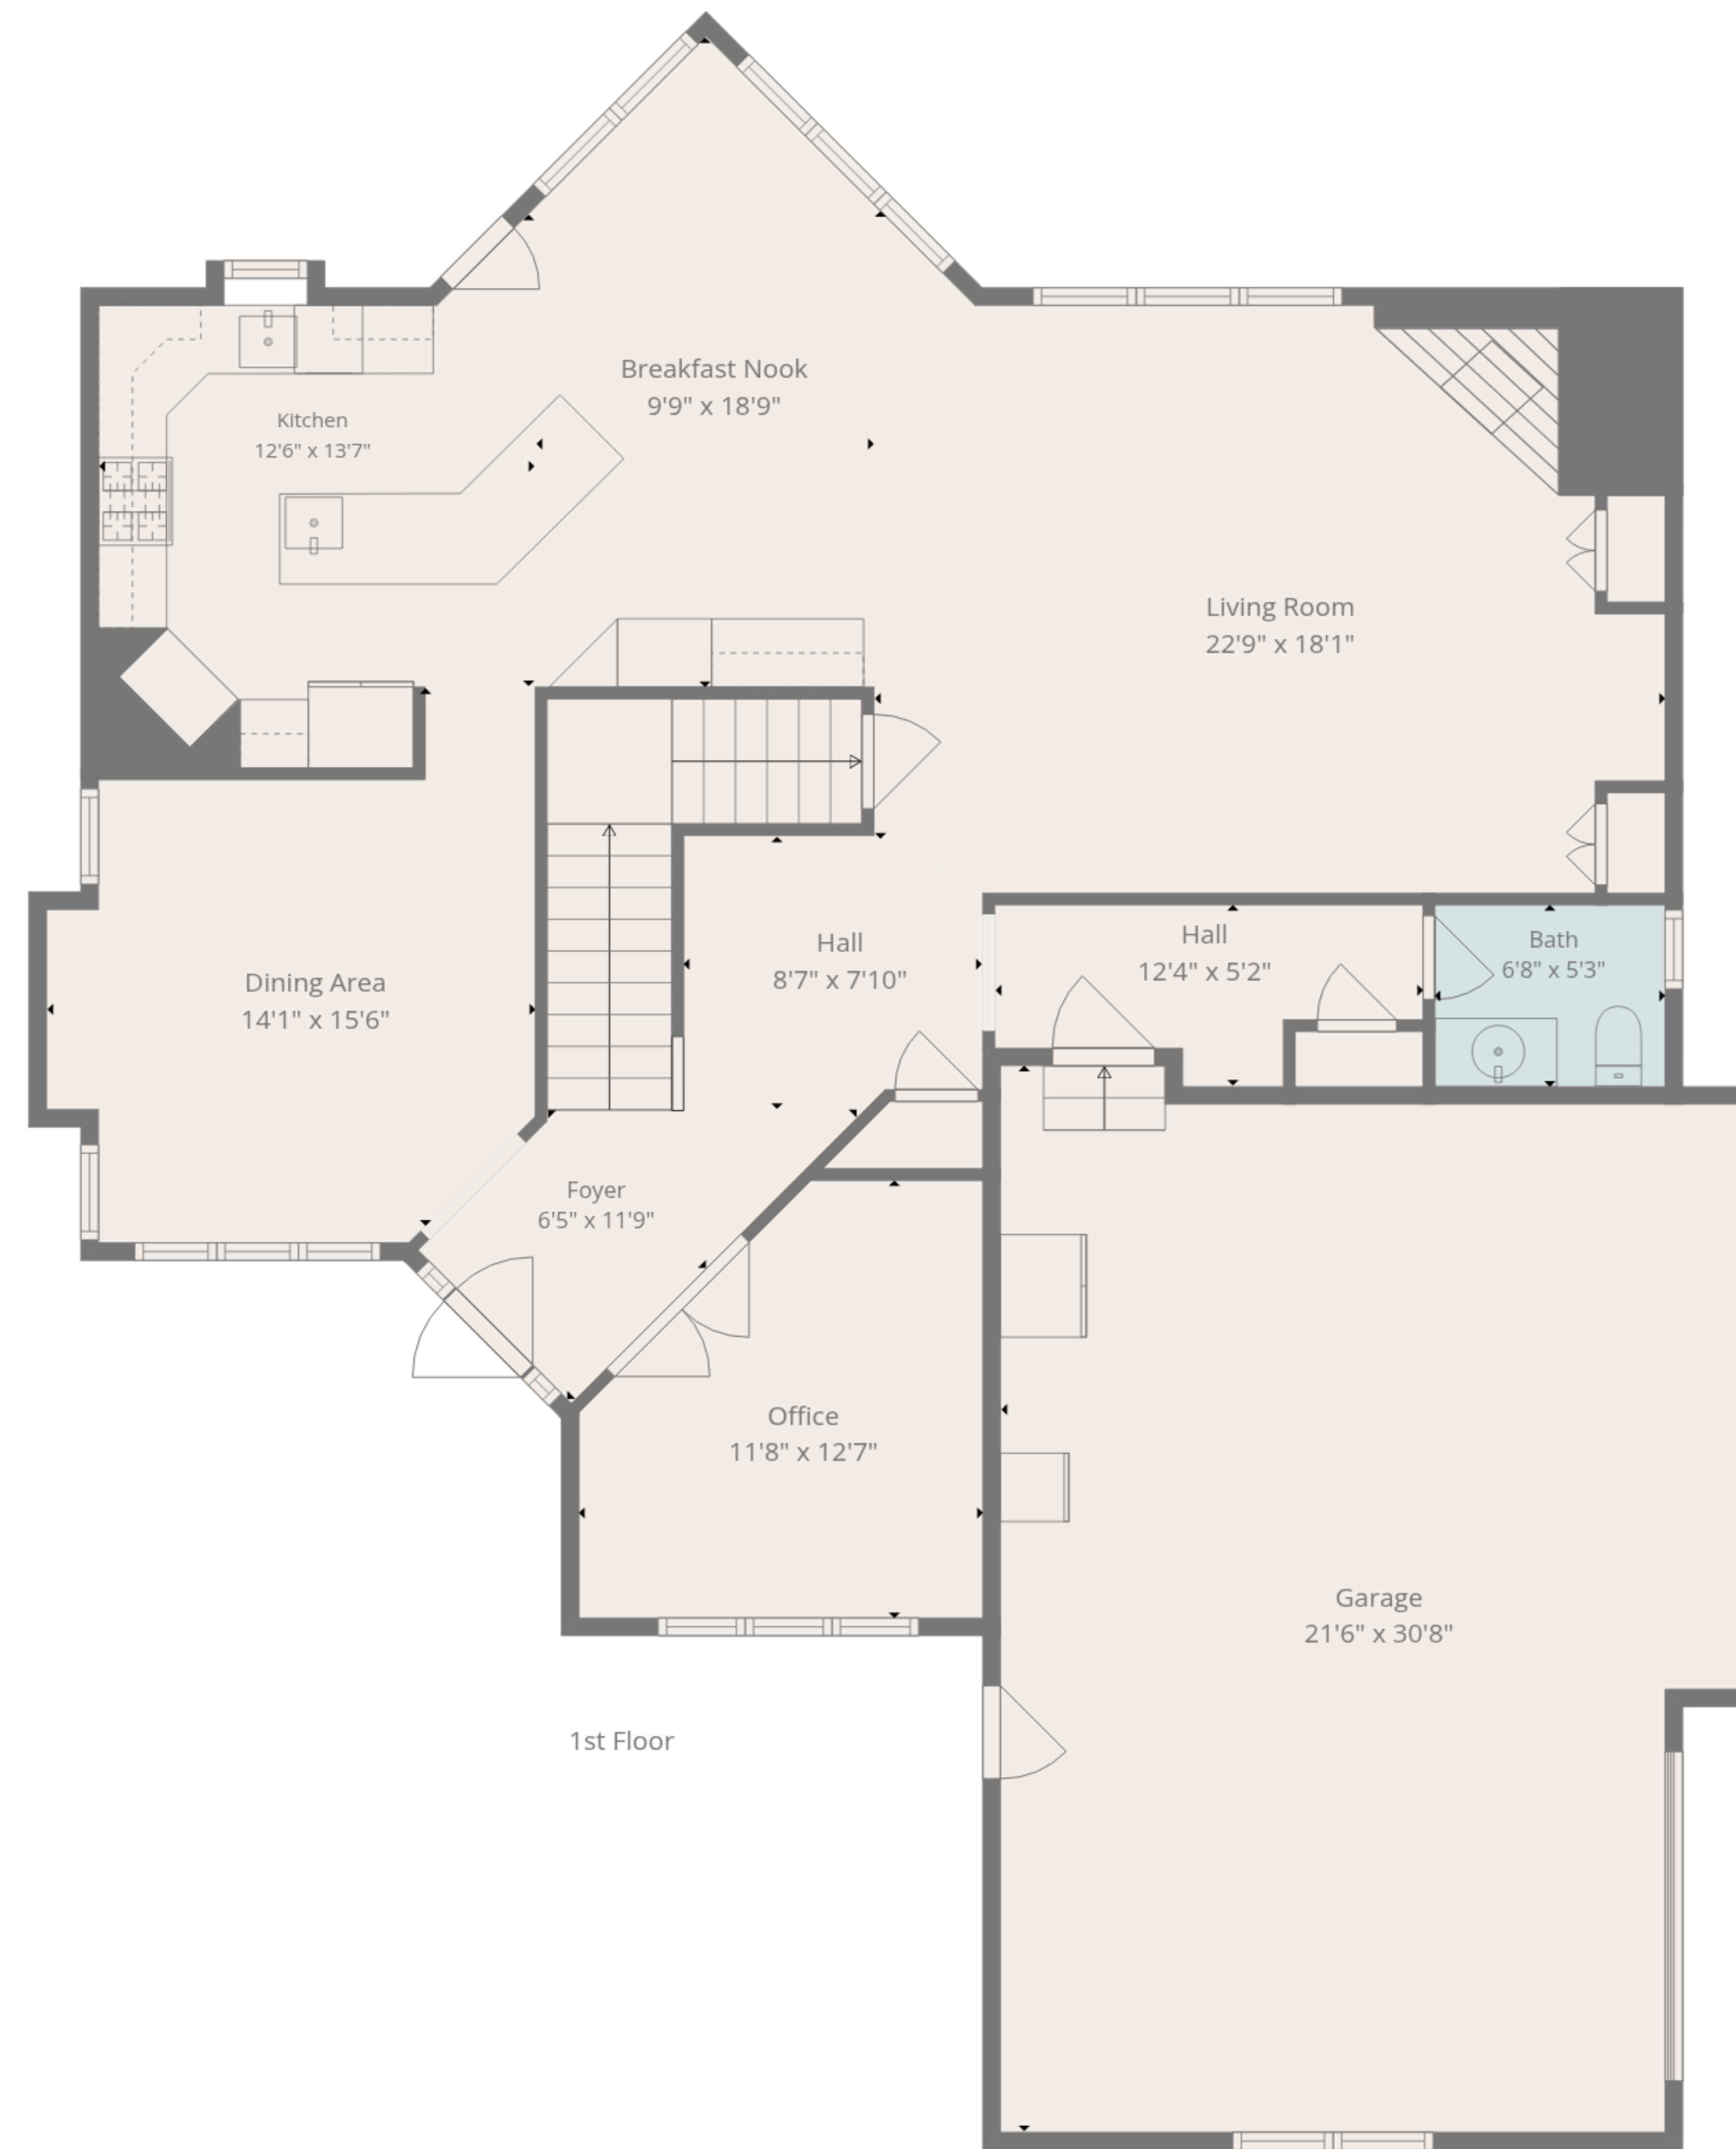 Breakfast Nook
9'9" x 18'9"
Kitchen
12'6" x 13'7"
Living Room
22'9" x 18'1"
Hall
8'7" x 7'10"
Hall
12'4" x 5'2"
Bath
6'8" x 5'3"
Dining Area
14'1" x 15'6"
Foyer
6'5" x 11'9"
Office
11'8" x 12'7"
Garage
21'6" x 30'8"
1st Floor